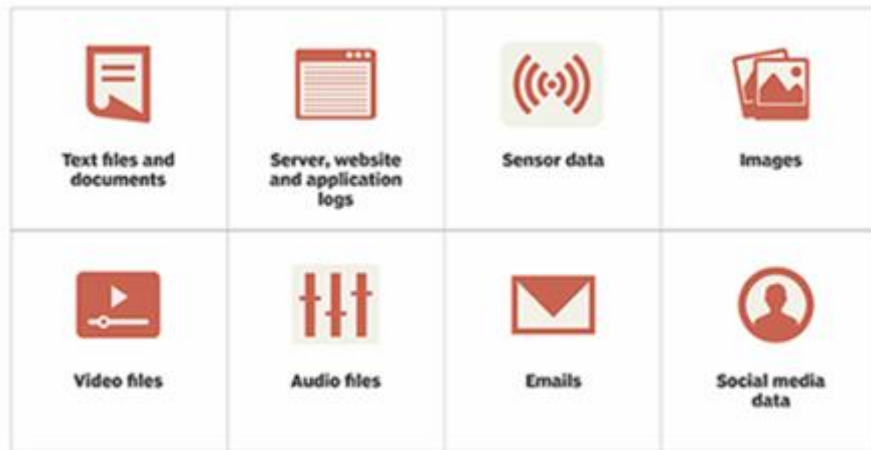 Text files and
documents
Server, website
and application
logs
Sensor data
Images
Video files
Audio files
Emails
Social media
data